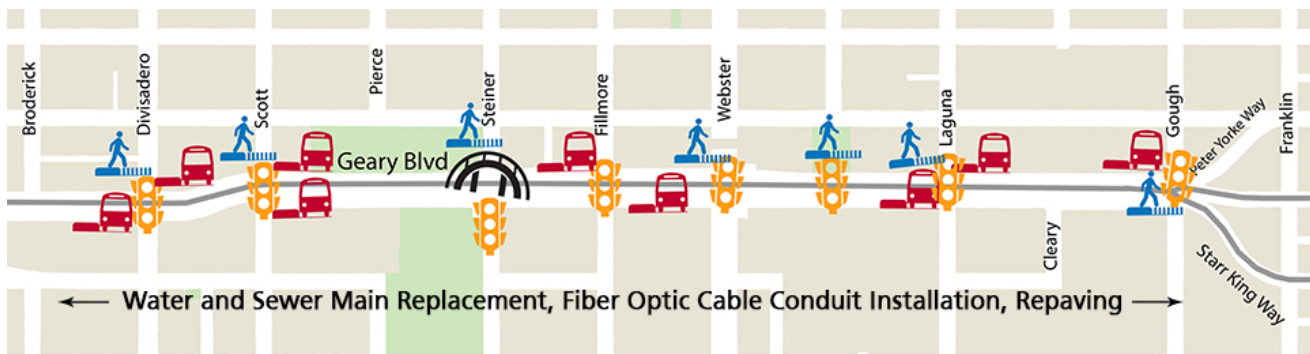 Broderick
Divisadero
Scott
Pierce
Steiner
Fillmore
Webster
Laguna
Gough
Peter Yorke Way
Franklin
Geary Blvd
Cleary
Starr King Way
Water and Sewer Main Replacement, Fiber Optic Cable Conduit Installation, Repaving